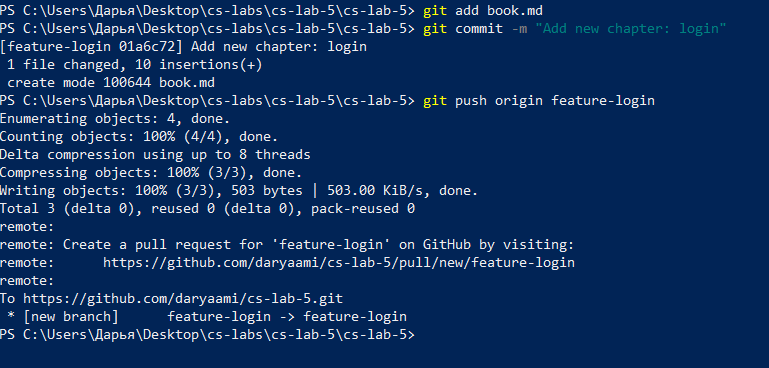 PS C:\Users\Дарья\Desktop\cs-labs\cs-lab-5\cs-lab-5> git add book.md
PS C:\Users\Дарья\Desktop\cs-labs\cs-lab-5\cs-lab-5> git commit -m "Add new chapter: login"
[feature-login 01a6c72] Add new chapter: login
 1 file changed, 10 insertions(+)
 create mode 100644 book.md
PS C:\Users\Дарья\Desktop\cs-labs\cs-lab-5\cs-lab-5> git push origin feature-login
Enumerating objects: 4, done.
Counting objects: 100% (4/4), done.
Delta compression using up to 8 threads
Compressing objects: 100% (3/3), done.
Writing objects: 100% (3/3), 503 bytes | 503.00 KiB/s, done.
Total 3 (delta 0), reused 0 (delta 0), pack-reused 0
remote:
remote: Create a pull request for 'feature-login' on GitHub by visiting:
remote:      https://github.com/daryaami/cs-lab-5/pull/new/feature-login
remote:
To https://github.com/daryaami/cs-lab-5.git
 * [new branch]      feature-login -> feature-login
PS C:\Users\Дарья\Desktop\cs-labs\cs-lab-5\cs-lab-5>